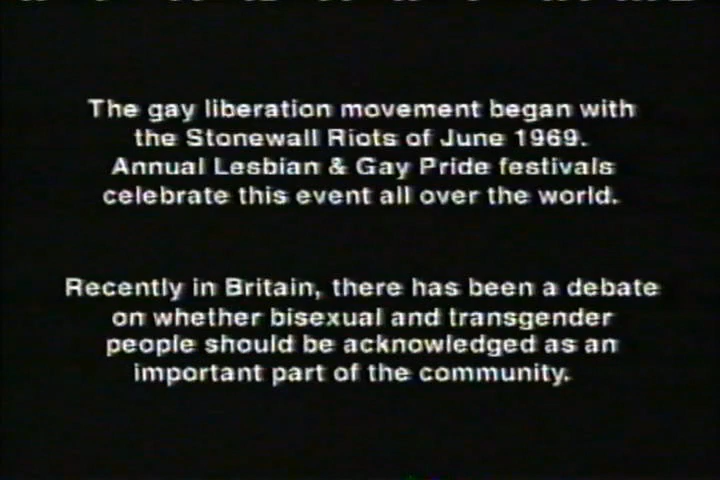 The gay liberation movement began with
the Stonewall Riots of June 1969.
Annual Lesbian & Gay Pride festivals
celebrate this event all over the world.
Recently in Britain, there has been a debate
on whether bisexual and transgender
people should be acknowledged as an
important part of the community.